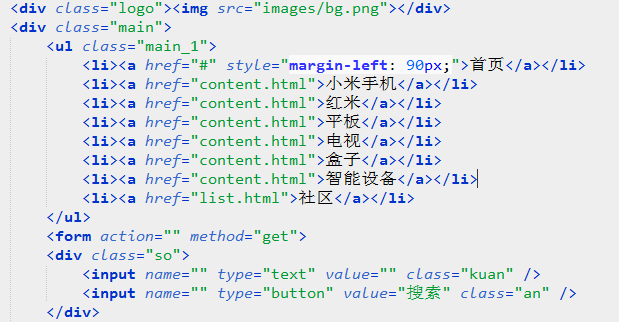 <div class="logo"><img src="images/bg.png"></div>
<div class="main">
<ul class="main_1">
<li><a href="#" style="margin-left: 90px;">首页</a></li>
<li><a href="content.html">小米手机</a></li>
<li><a href="content.html">红米</a></li>
<li><a href="content.html">平板</a></li>
<li><a href="content.html">电视</a></li>
<li><a href="content.html">盒子</a></li>
<li><a href="content.html">智能设备</a></li>
<li><a href="list.html">社区</a></li>
</ul>
<form action="" method="get">
<div class="so">
<input name="" type="text" value="" class="kuan" />
<input name="" type="button" value="搜索" class="an" />
</div>